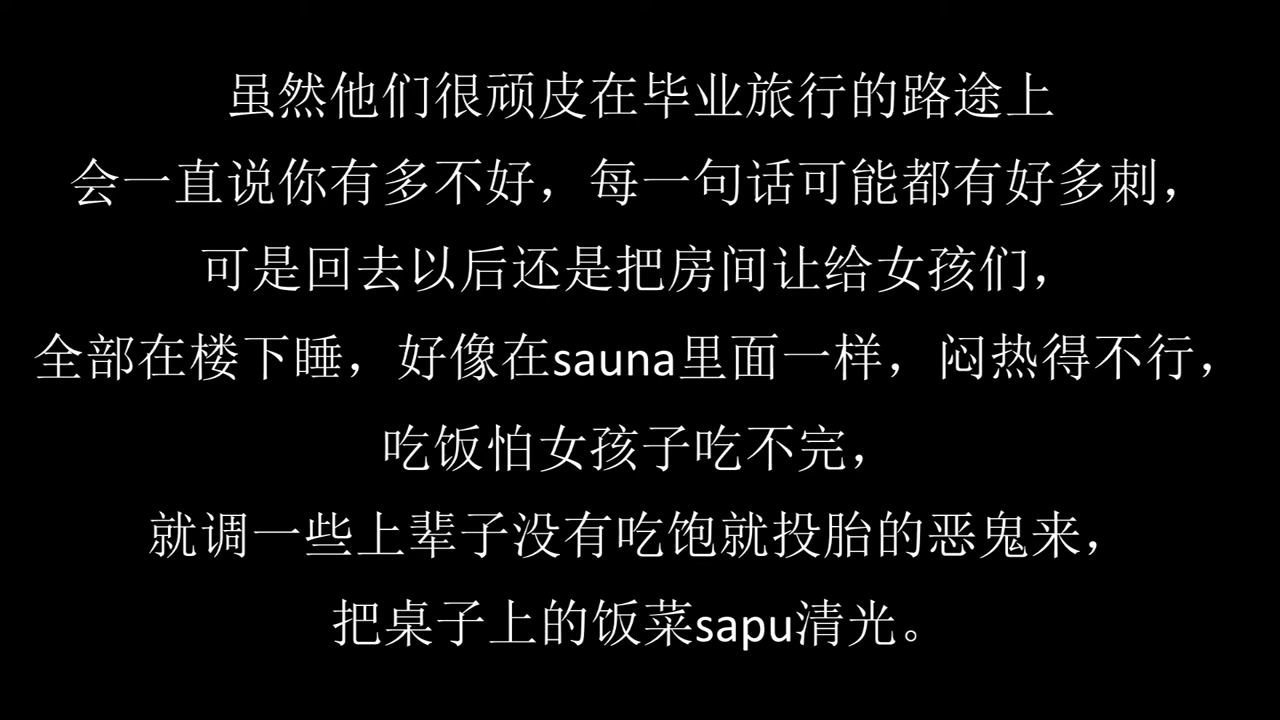 虽然他们很顽皮在毕业旅行的路途上
会一直说你有多不好，每一句话可能都有好多刺，
可是回去以后还是把房间让给女孩们，
全部在楼下睡，好像在sauna里面一样，闷热得不行，
吃饭怕女孩子吃不完，
就调一些上辈子没有吃饱就投胎的恶鬼来，
把桌子上的饭菜sapu清光。